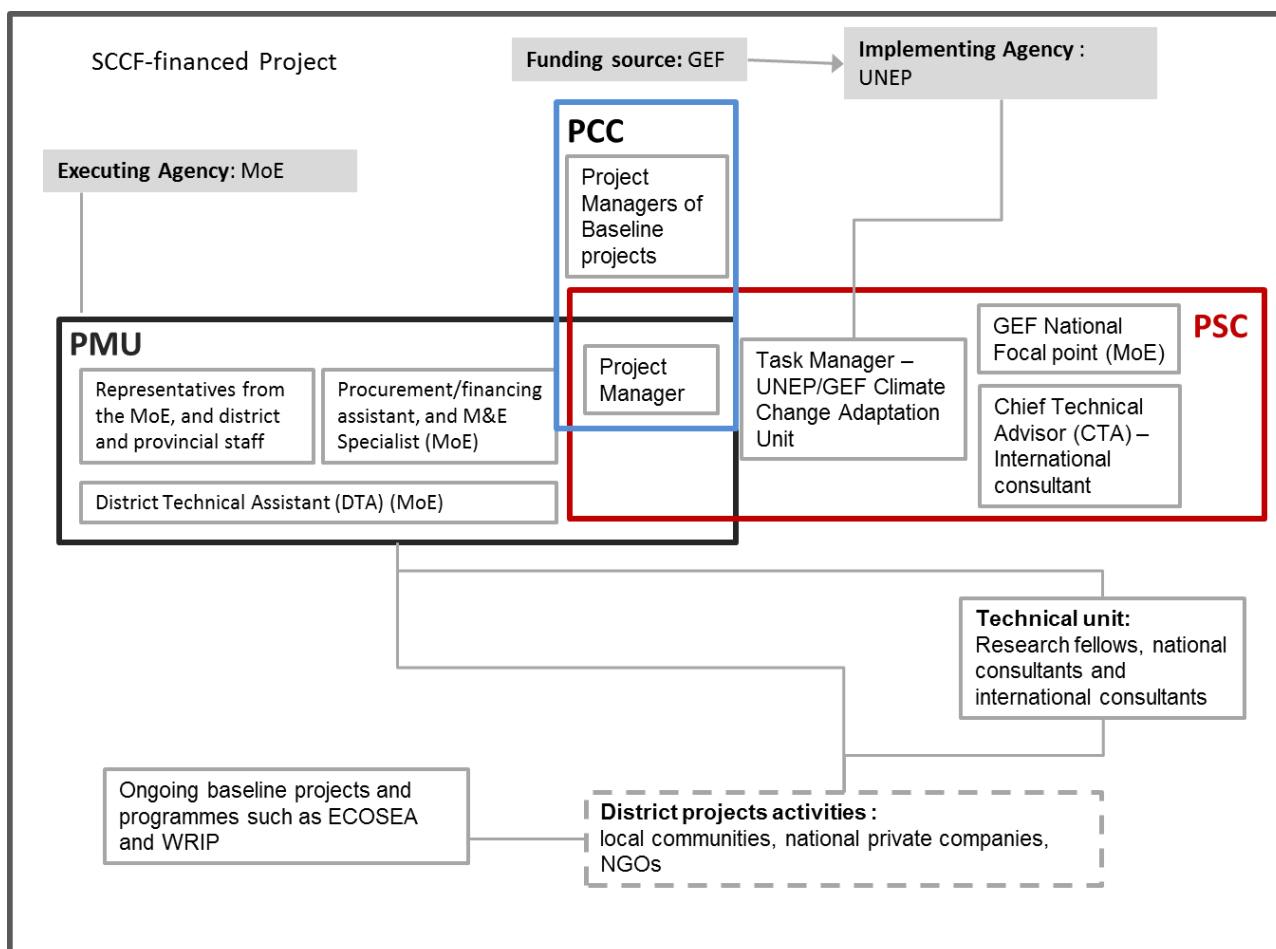 SCCF-financed Project
Funding source: GEF
Implementing Agency :
UNEP
Executing Agency: MoE
PCC
Project
Managers of
Baseline
projects
PMU
Representatives from
the MoE, and district
and provincial staff
Procurement/financing
assistant, and M&E
Specialist (MoE)
District Technical Assistant (DTA) (MoE)
Project
Manager
Task Manager –
UNEP/GEF Climate
Change Adaptation
Unit
GEF National
Focal point (MoE)
PSC
Chief Technical
Advisor (CTA) –
International
consultant
Technical unit:
Research fellows, national
consultants and
international consultants
Ongoing baseline projects and
programmes such as ECOSEA
and WRIP
District projects activities :
local communities, national private companies,
NGOs